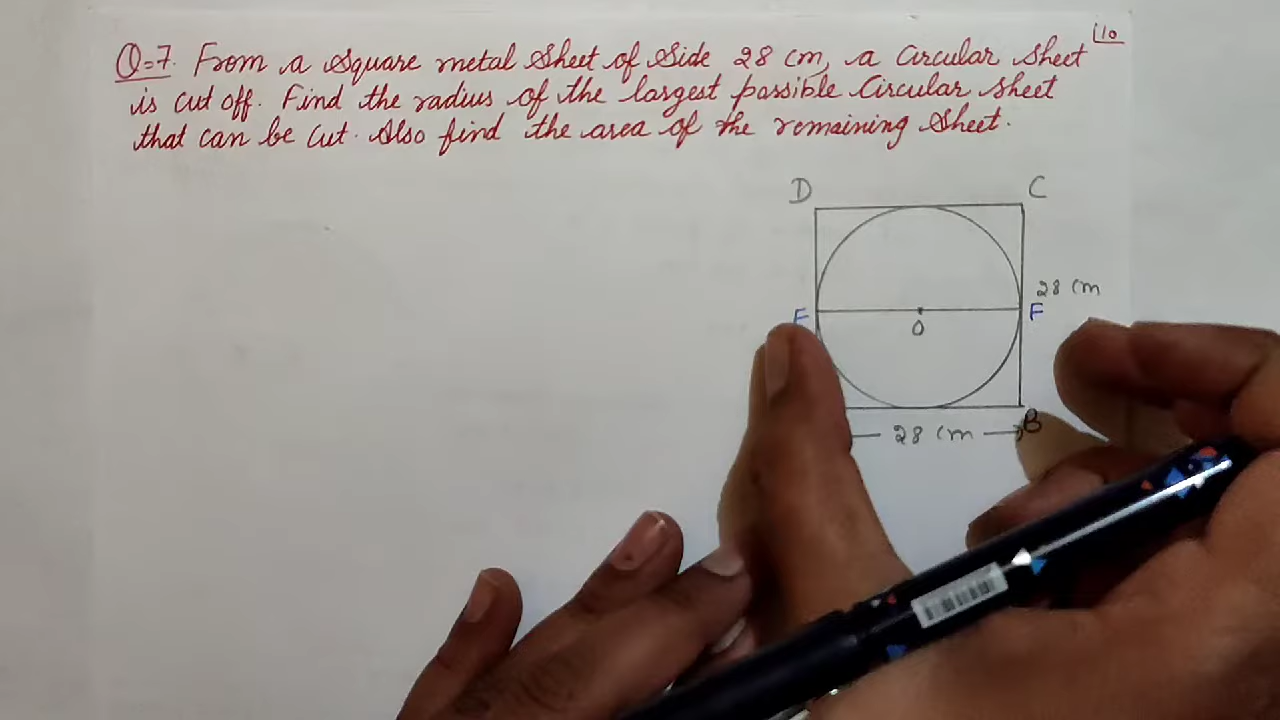 Q=7. From a square metal sheet of side 28 cm, a circular sheet
is cut off. Find the radius of the largest possible Circular sheet
that can be cut. Also find the area of the remaining sheet.
10
D
C
28 cm
E
F
O
B
28 cm